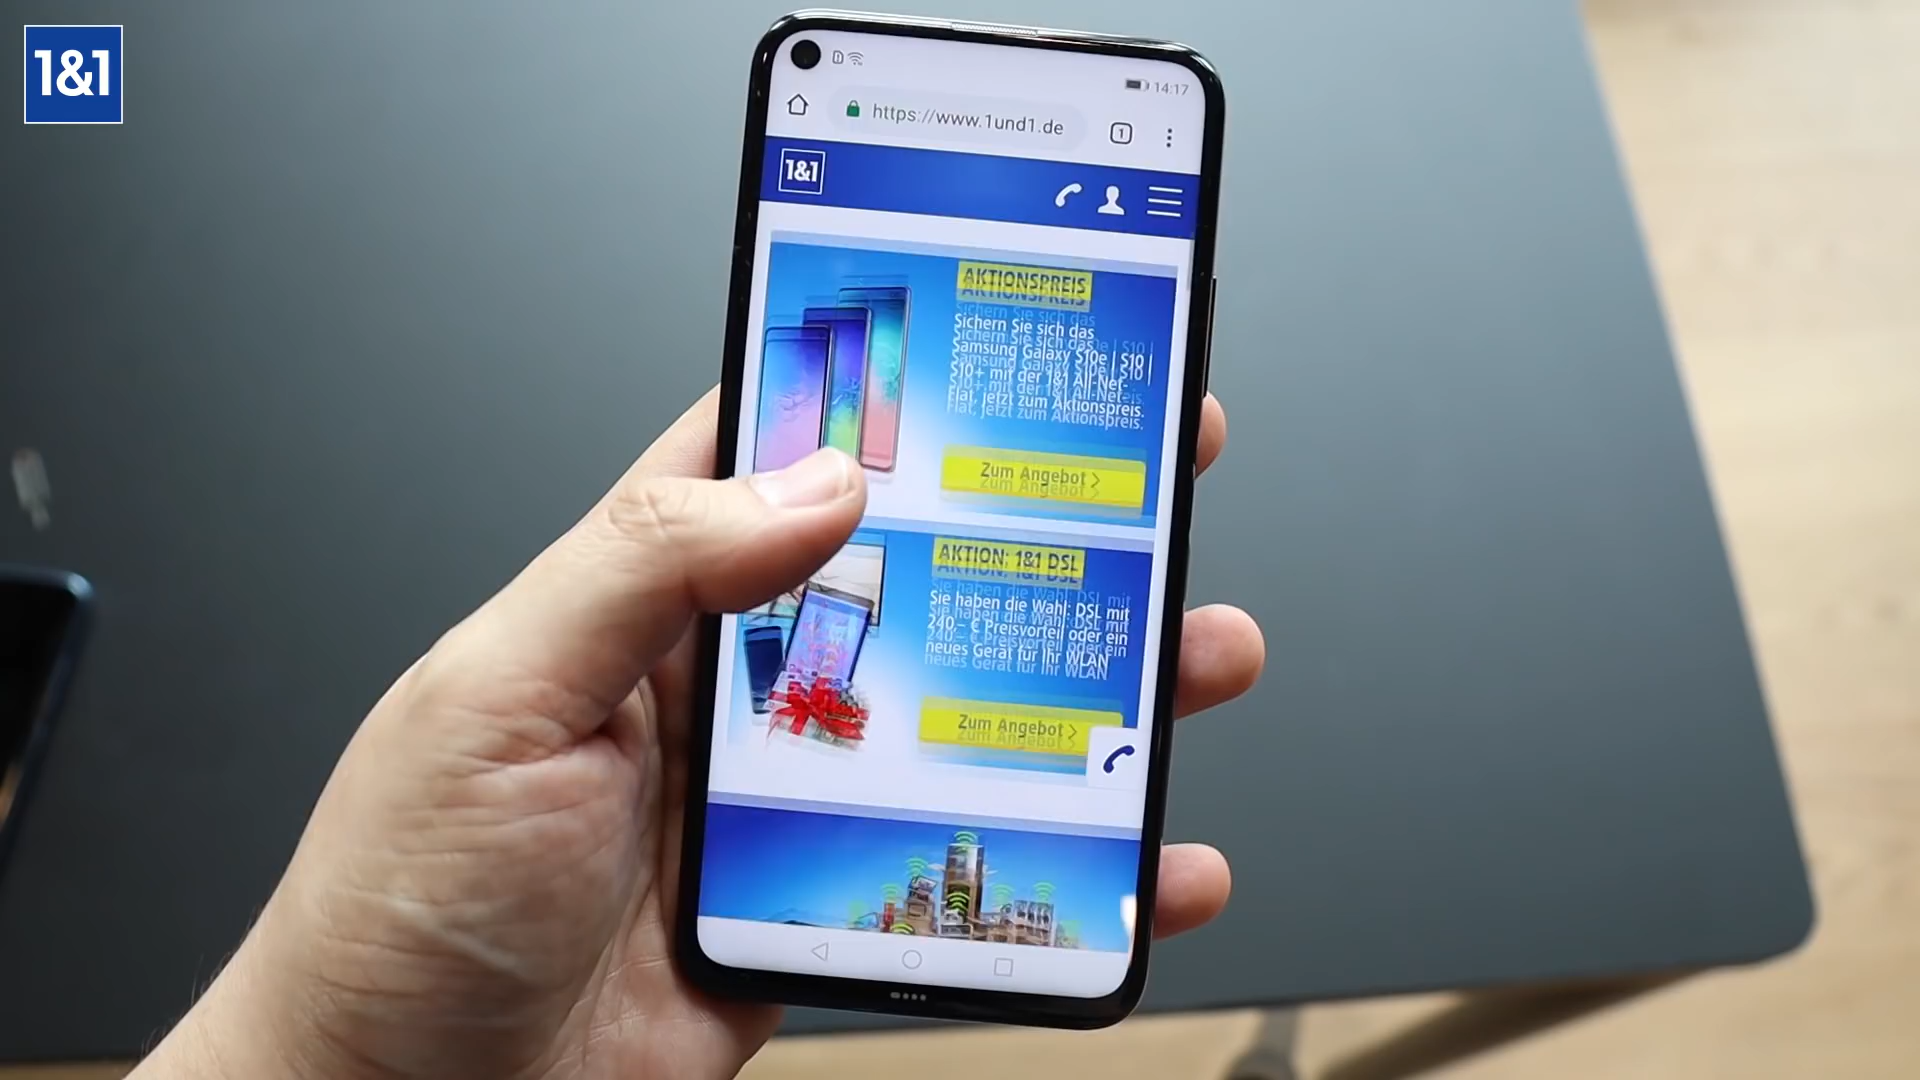 1&1
14:17
https://www.1und1.de
1
1&1
AKTIONSPREIS
Sichern Sie sich das
Samsung Galaxy S10e | S10 |
S10+ mit der 1&1 All-Net-
Flat, jetzt zum Aktionspreis.
Zum Angebot >
AKTION: 1&1 DSL
Sie haben die Wahl: DSL mit
240,– € Preisvorteil oder ein
neues Gerät für Ihr WLAN
Zum Angebot >